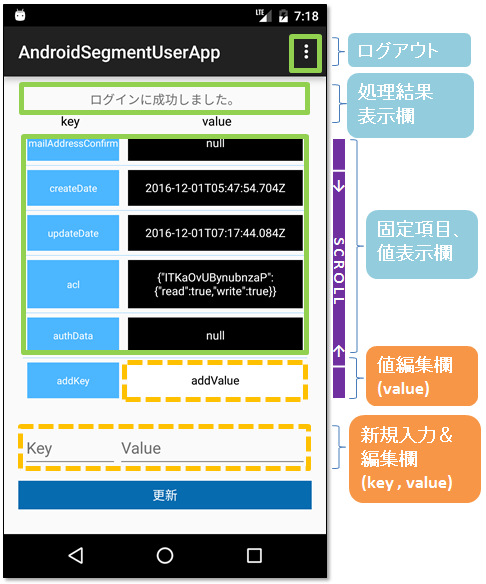 LTE 7:18
AndroidSegmentUserApp
ログアウト
ログインに成功しました。
処理結果
表示欄
key value
mailAddressConfirm null
createDate 2016-12-01T05:47:54.704Z
updateDate 2016-12-01T07:17:44.084Z
acl {"ITKaOvUBynubnzaP":
{"read":true,"write":true}}
authData null
SCROLL
固定項目、
値表示欄
addKey addValue
値編集欄
(value)
Key Value
新規入力＆
編集欄
(key , value)
更新